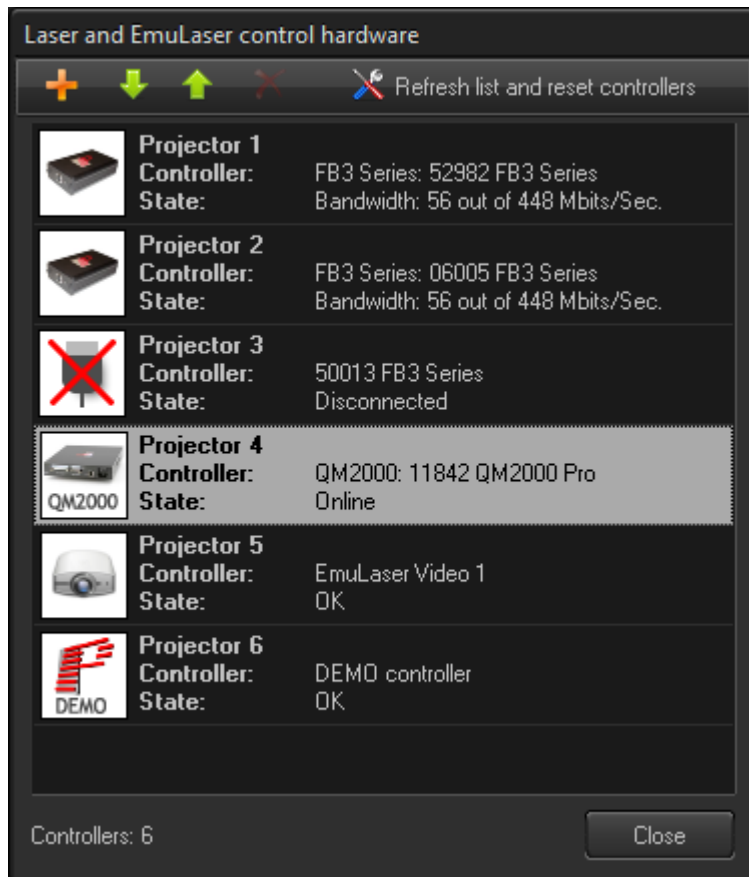 Laser and EmuLaser control hardware
Refresh list and reset controllers
Projector 1
Controller: FB3 Series: 52982 FB3 Series
State: Bandwidth: 56 out of 448 Mbits/Sec.
Projector 2
Controller: FB3 Series: 06005 FB3 Series
State: Bandwidth: 56 out of 448 Mbits/Sec.
Projector 3
Controller: 50013 FB3 Series
State: Disconnected
Projector 4
Controller: QM2000: 11842 QM2000 Pro
QM2000 State: Online
Projector 5
Controller: EmuLaser Video 1
State: OK
Projector 6
Controller: DEMO controller
DEMO State: OK
Controllers: 6 Close